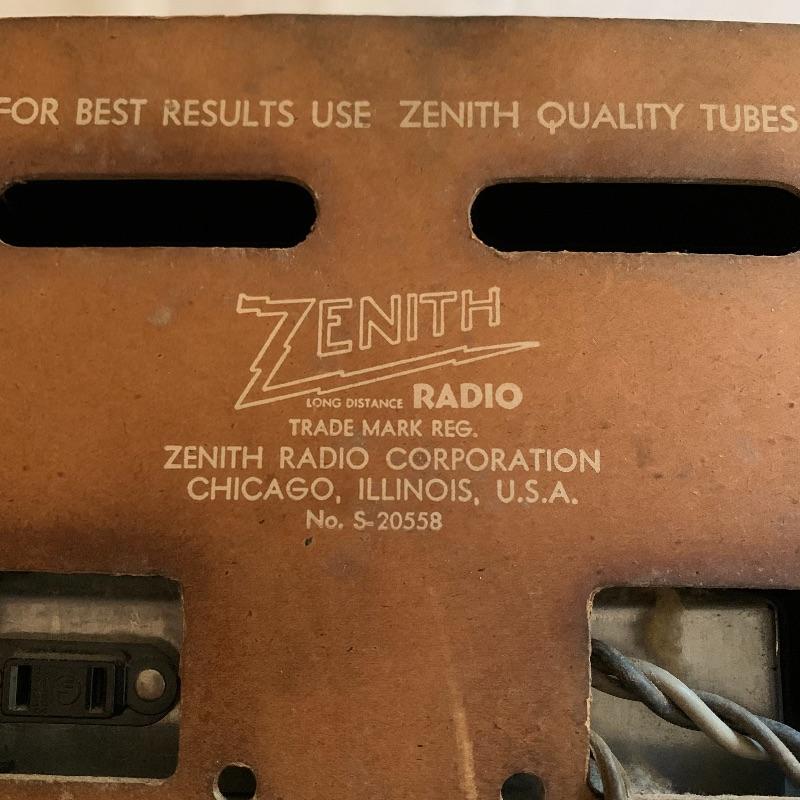 FOR BEST RESULTS USE ZENITH QUALITY TUBES
ZENITH
LONG DISTANCE RADIO
TRADE MARK REG.
ZENITH RADIO CORPORATION
CHICAGO, ILLINOIS, U.S.A.
No. S-20558